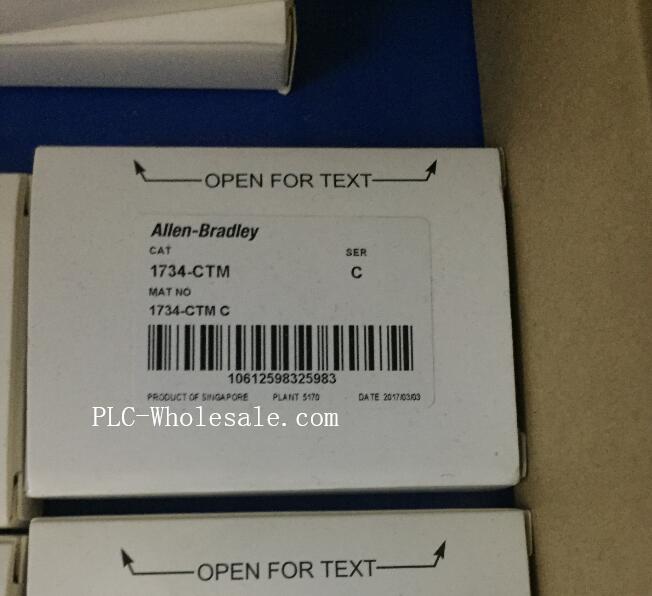 OPEN FOR TEXT
Allen-Bradley
CAT SER
1734-CTM C
MAT NO
1734-CTM C
10612598325983
PRODUCT OF SINGAPORE PLANT 5170 DATE 2017/03/03
PLC-Wholesale.com
OPEN FOR TEXT